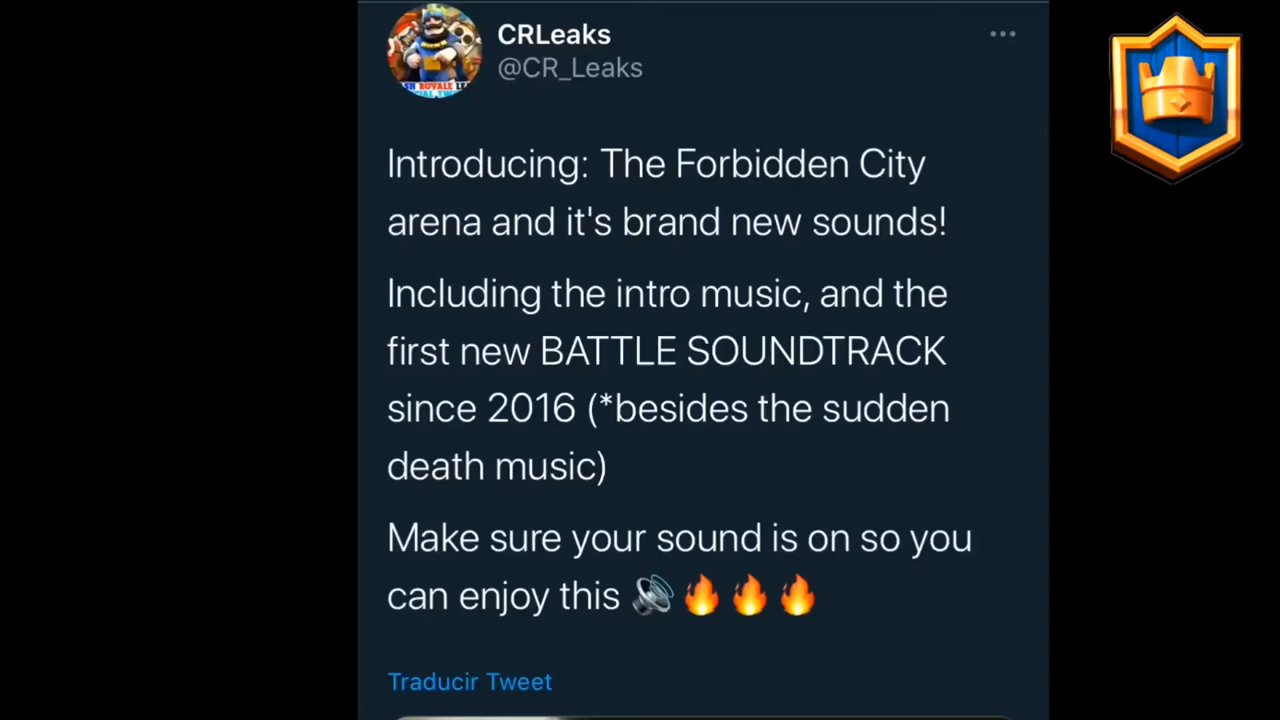 CRLeaks
@CR_Leaks
Introducing: The Forbidden City
arena and it's brand new sounds!
Including the intro music, and the
first new BATTLE SOUNDTRACK
since 2016 (*besides the sudden
death music)
Make sure your sound is on so you
can enjoy this 🔊🔥🔥🔥
Traducir Tweet